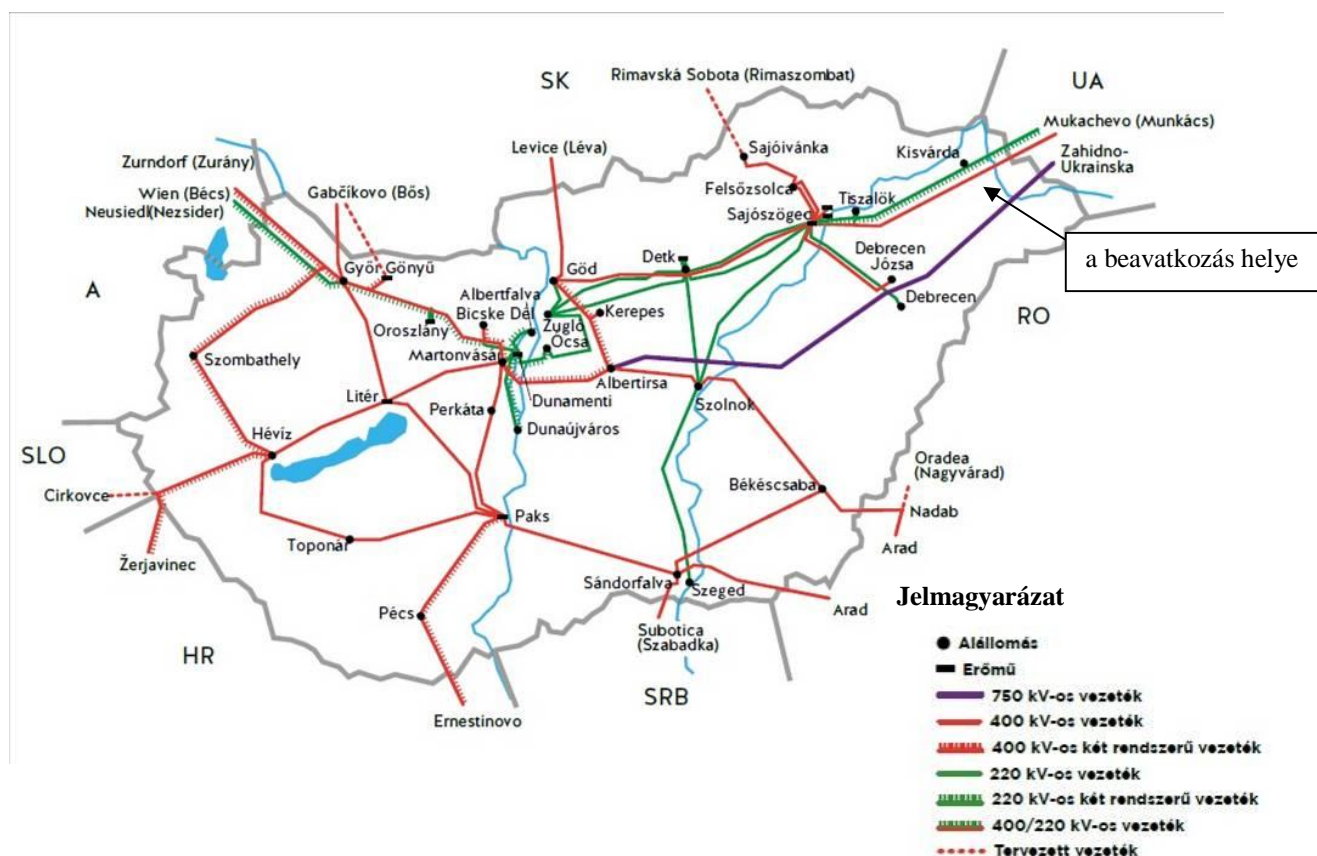 SK
Rimavská Sobota (Rimaszombat)
UA
Mukachevo (Munkács)
Zahidno-
Ukrainska
Zurndorf (Zurány)
Wien (Bécs)
Neusiedl(Nezsider)
Gabčíkovo (Bős)
Levice (Léva)
Sajóivánka
Kisvárda
Felsőzsolca
Tiszalök
Sajószöged
a beavatkozás helye
A
Győr
Gönyű
Göd
Detk
Debrecen
Józsa
Debrecen
RO
Albertfalva
Bicske Dél
Oroszlány
Zugló
Kerepes
Ócsa
Martonvásár
Szombathely
Albertirsa
Dunamenti
Szolnok
Litér
Perkáta
Dunaújváros
Hévíz
SLO
Cirkovce
Oradea
(Nagyvárad)
Békéscsaba
Nadab
Paks
Arad
Toponár
Žerjavinec
Sándorfalva
Szeged
Arad
Pécs
Subotica
(Szabadka)
HR
SRB
Ernestinovo
Jelmagyarázat
Alállomás
Erőmű
750 kV-os vezeték
400 kV-os vezeték
400 kV-os két rendszerű vezeték
220 kV-os vezeték
220 kV-os két rendszerű vezeték
400/220 kV-os vezeték
Tervezett vezeték